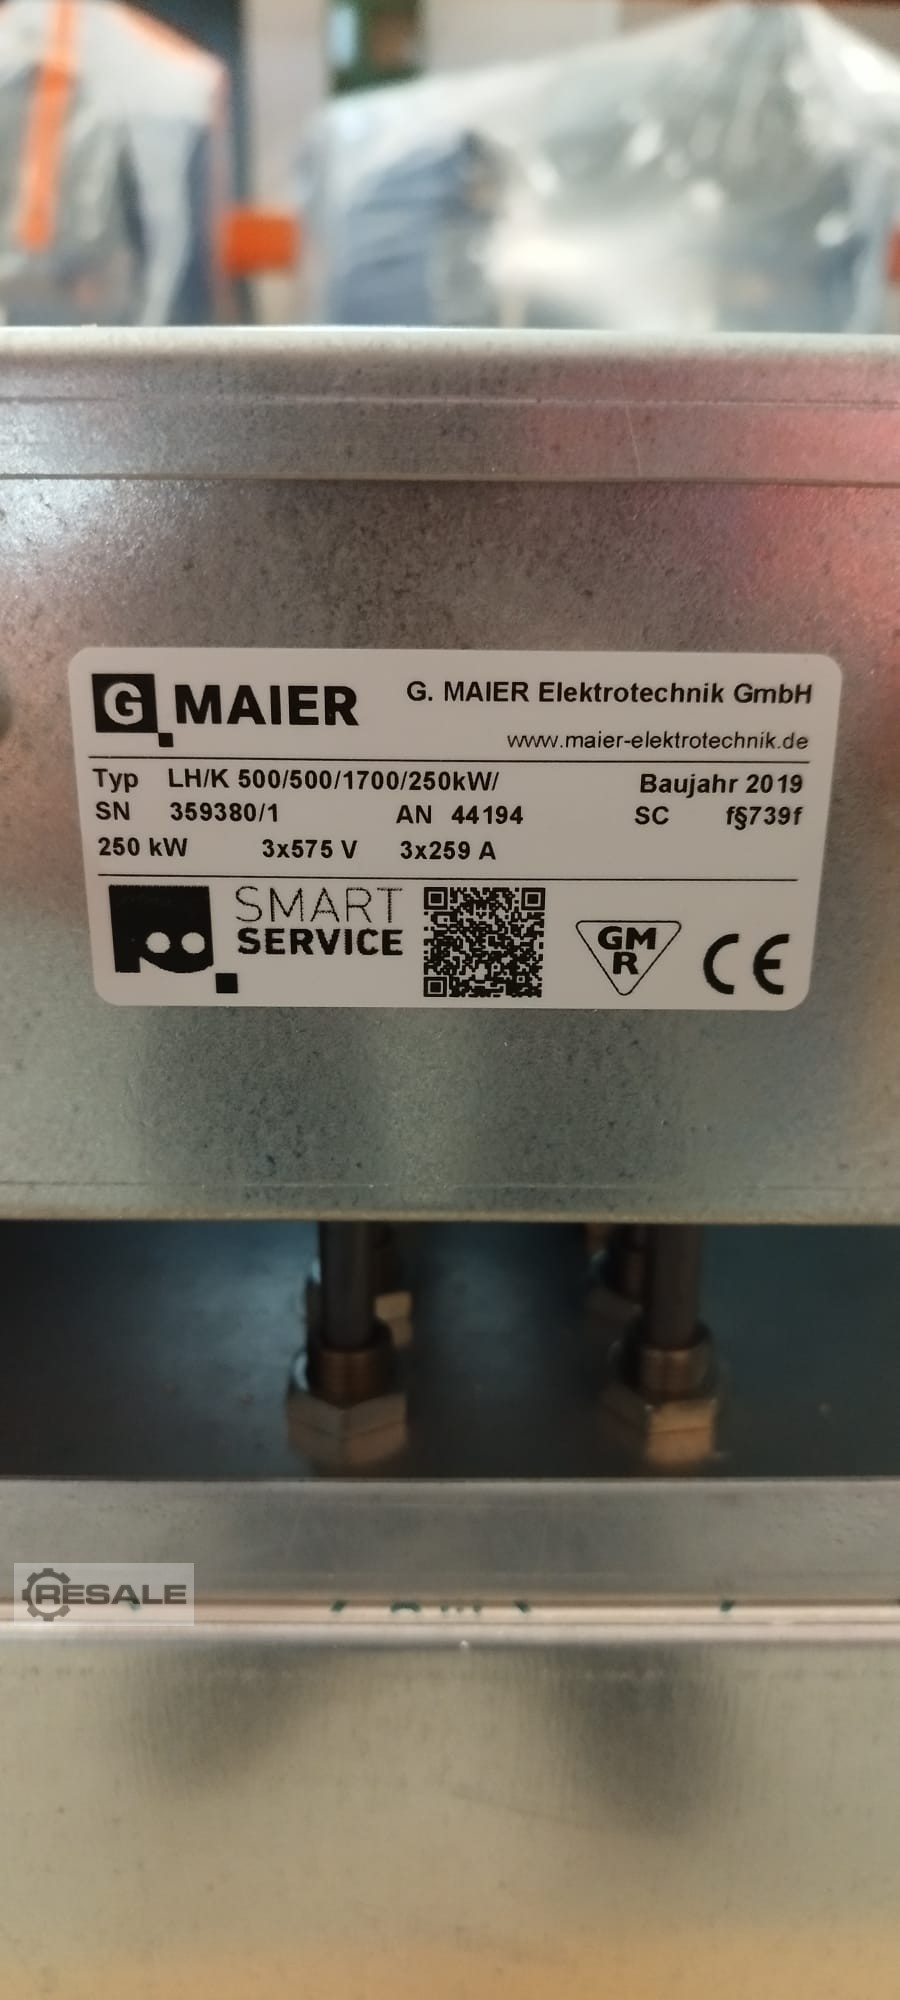 G MAIER
G. MAIER Elektrotechnik GmbH
www.maier-elektrotechnik.de
Typ LH/K 500/500/1700/250kW/ Baujahr 2019
SN 359380/1 AN 44194 SC f§739f
250 kW 3x575 V 3x259 A
SMART
SERVICE
GM
R
CE
RESALE